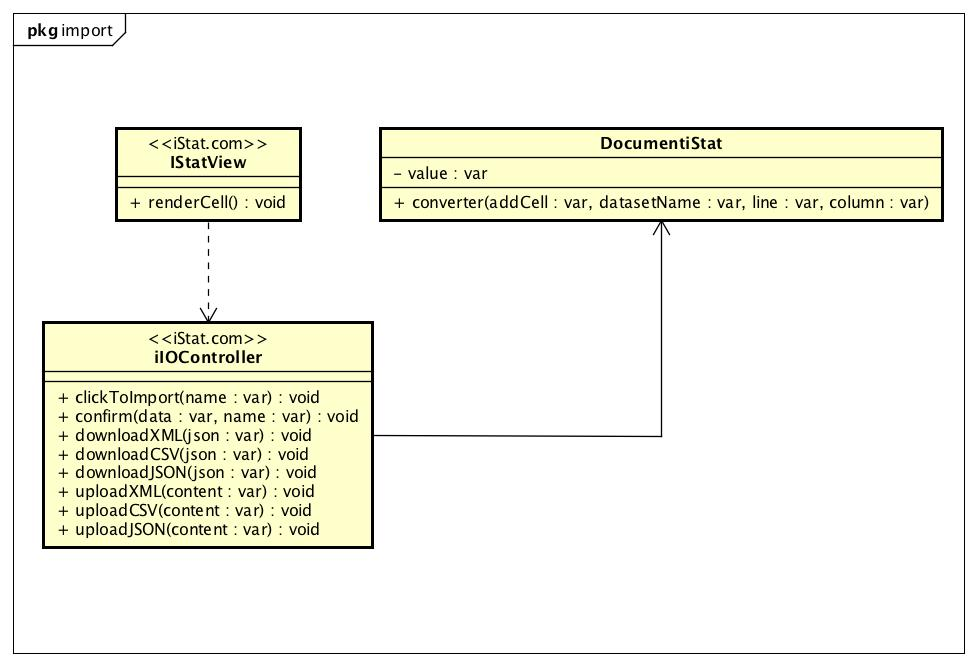 pkg import
<<iStat.com>>
IStatView
+ renderCell() : void
DocumentiStat
- value : var
+ converter(addCell : var, datasetName : var, line : var, column : var)
<<iStat.com>>
iIOController
+ clickToImport(name : var) : void
+ confirm(data : var, name : var) : void
+ downloadXML(json : var) : void
+ downloadCSV(json : var) : void
+ downloadJSON(json : var) : void
+ uploadXML(content : var) : void
+ uploadCSV(content : var) : void
+ uploadJSON(content : var) : void